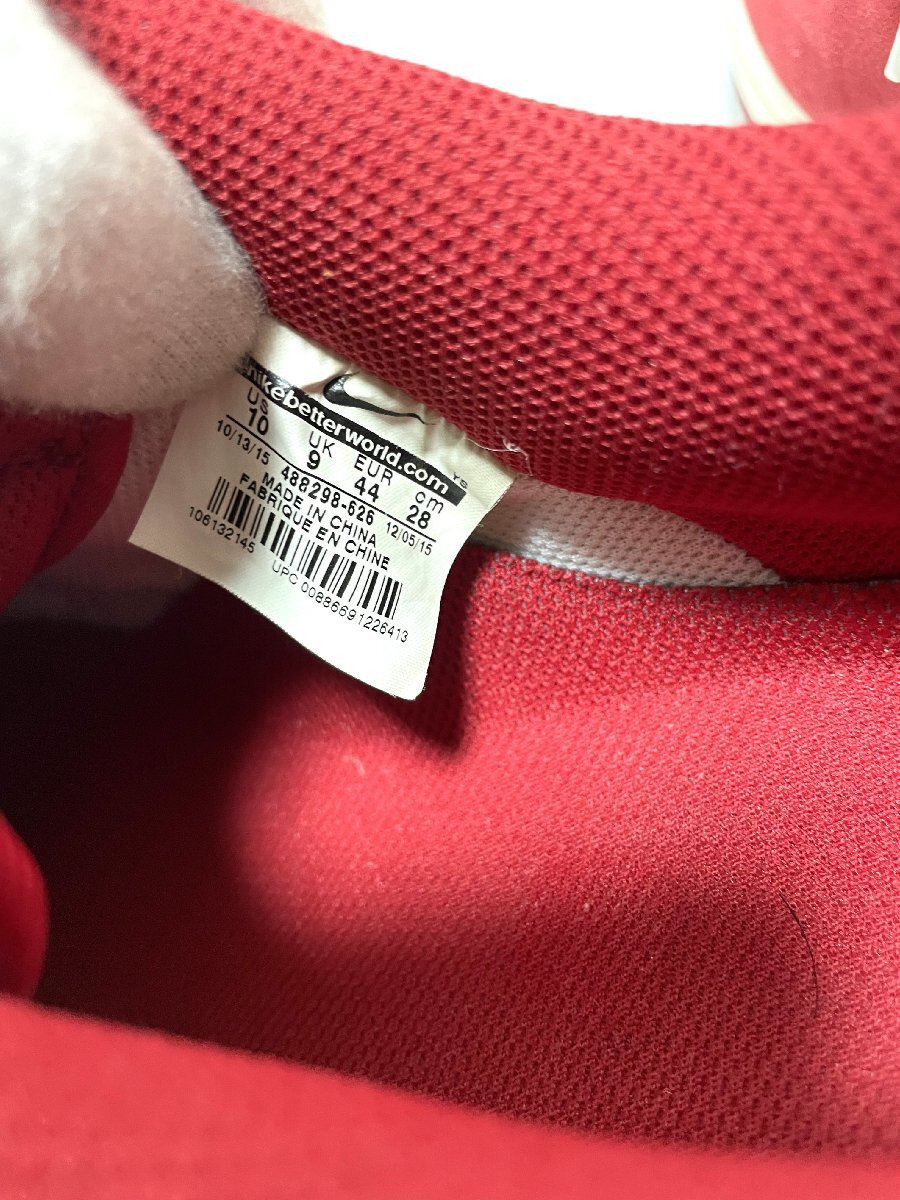 nikebetterworld.com
YS
US UK EUR cm
10 9 44 28
10/13/15 488298-626 12/05/15
MADE IN CHINA
FABRIQUE EN CHINE
106132145
UPC 00886691226413